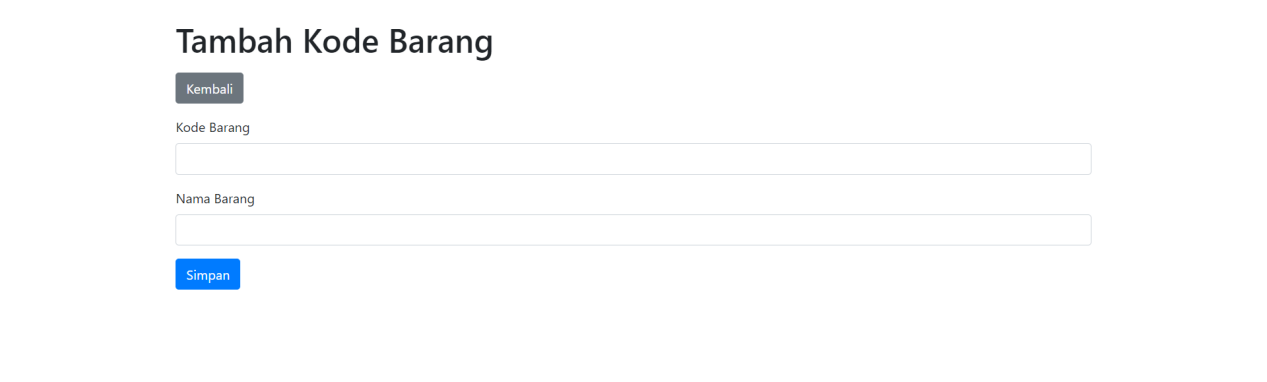 Tambah Kode Barang
Kembali
Kode Barang
Nama Barang
Simpan